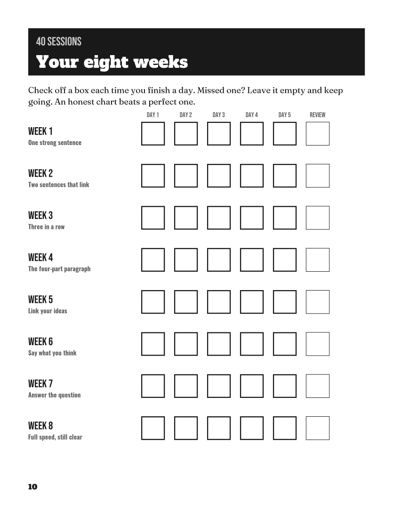 40 SESSIONS
Your eight weeks
Check off a box each time you finish a day. Missed one? Leave it empty and keep
going. An honest chart beats a perfect one.
DAY 1 DAY 2 DAY 3 DAY 4 DAY 5 REVIEW
WEEK 1
One strong sentence
WEEK 2
Two sentences that link
WEEK 3
Three in a row
WEEK 4
The four-part paragraph
WEEK 5
Link your ideas
WEEK 6
Say what you think
WEEK 7
Answer the question
WEEK 8
Full speed, still clear
10